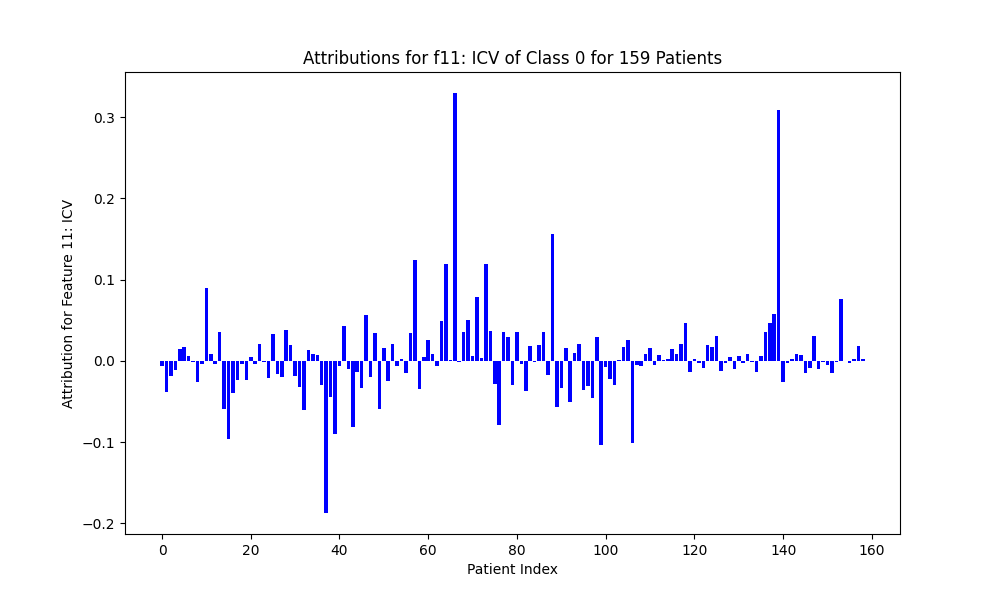 Attributions for f11: ICV of Class 0 for 159 Patients
Attribution for Feature 11: ICV
0.3
0.2
0.1
0.0
−0.1
−0.2
0 20 40 60 80 100 120 140 160
Patient Index